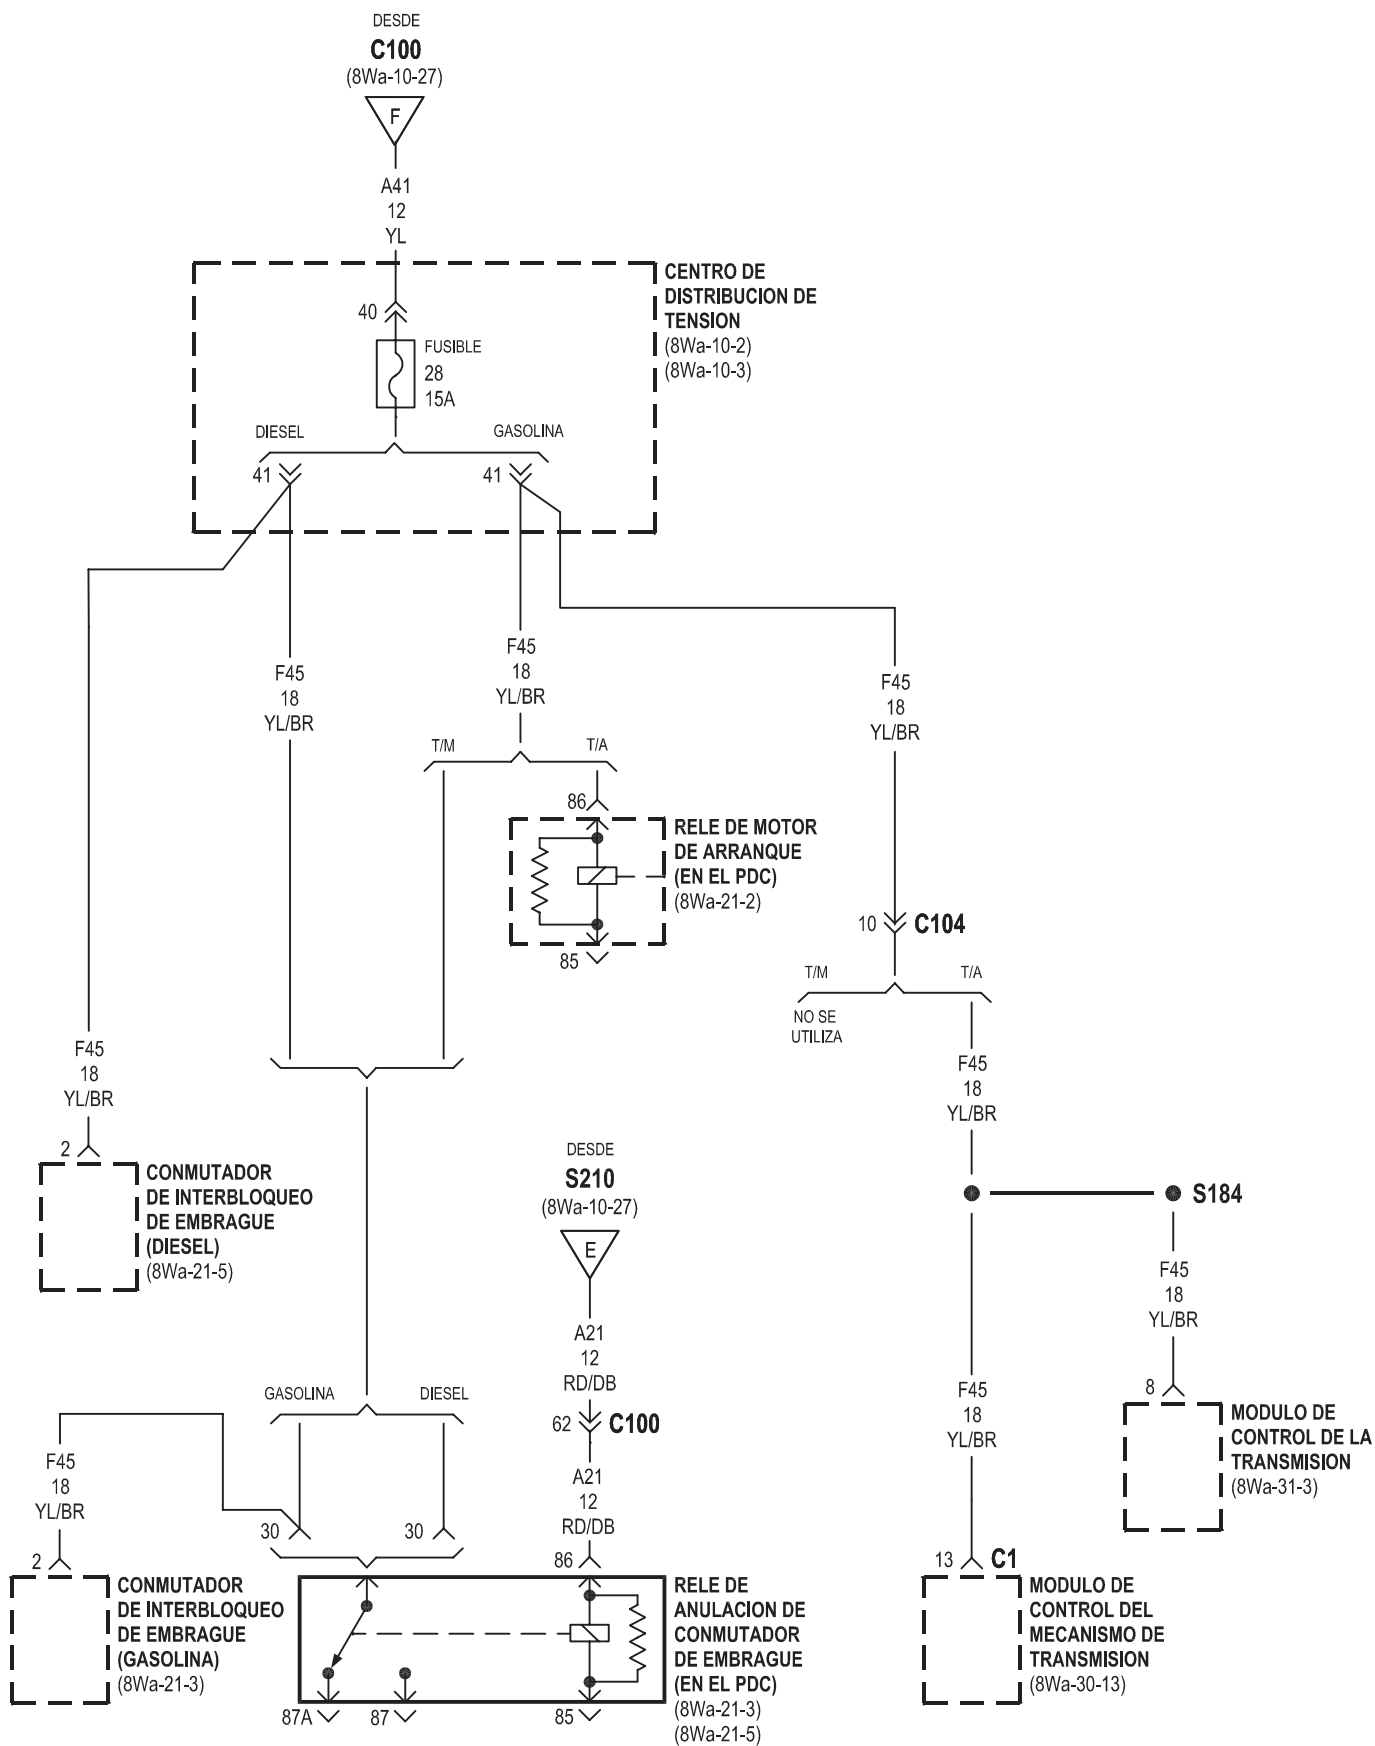 DESDE
C100
(8Wa-10-27)
F
A41
12
YL
CENTRO DE
DISTRIBUCION DE
TENSION
(8Wa-10-2)
(8Wa-10-3)
40
FUSIBLE
28
15A
DIESEL
GASOLINA
41
41
F45
18
YL/BR
F45
18
YL/BR
F45
18
YL/BR
T/M
T/A
86
RELE DE MOTOR
DE ARRANQUE
(EN EL PDC)
(8Wa-21-2)
85
10
C104
T/M
T/A
NO SE
UTILIZA
F45
18
YL/BR
F45
18
YL/BR
2
CONMUTADOR
DE INTERBLOQUEO
DE EMBRAGUE
(DIESEL)
(8Wa-21-5)
DESDE
S210
(8Wa-10-27)
E
S184
A21
12
RD/DB
F45
18
YL/BR
GASOLINA
DIESEL
62
C100
F45
18
YL/BR
8
MODULO DE
CONTROL DE LA
TRANSMISION
(8Wa-31-3)
F45
18
YL/BR
A21
12
RD/DB
30
30
2
CONMUTADOR
DE INTERBLOQUEO
DE EMBRAGUE
(GASOLINA)
(8Wa-21-3)
86
RELE DE
ANULACION DE
CONMUTADOR
DE EMBRAGUE
(EN EL PDC)
(8Wa-21-3)
(8Wa-21-5)
87A
87
85
13
C1
MODULO DE
CONTROL DEL
MECANISMO DE
TRANSMISION
(8Wa-30-13)